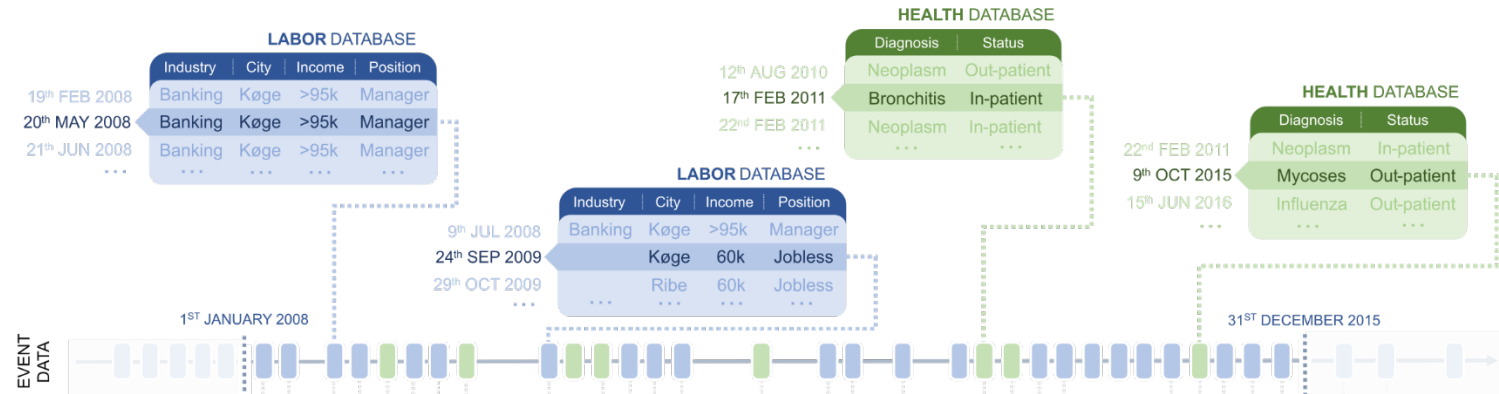 LABOR DATABASE
Industry City Income Position
19th FEB 2008 Banking Køge >95k Manager
20th MAY 2008 Banking Køge >95k Manager
21th JUN 2008 Banking Køge >95k Manager
... ... ... ... ...
LABOR DATABASE
Industry City Income Position
9th JUL 2008 Banking Køge >95k Manager
24th SEP 2009 Køge 60k Jobless
29th OCT 2009 Ribe 60k Jobless
... ... ... ... ...
HEALTH DATABASE
Diagnosis Status
12th AUG 2010 Neoplasm Out-patient
17th FEB 2011 Bronchitis In-patient
22nd FEB 2011 Neoplasm In-patient
... ... ...
HEALTH DATABASE
Diagnosis Status
22nd FEB 2011 Neoplasm In-patient
9th OCT 2015 Mycoses Out-patient
15th JUN 2016 Influenza Out-patient
... ... ...
1ST JANUARY 2008
31ST DECEMBER 2015
EVENT
DATA